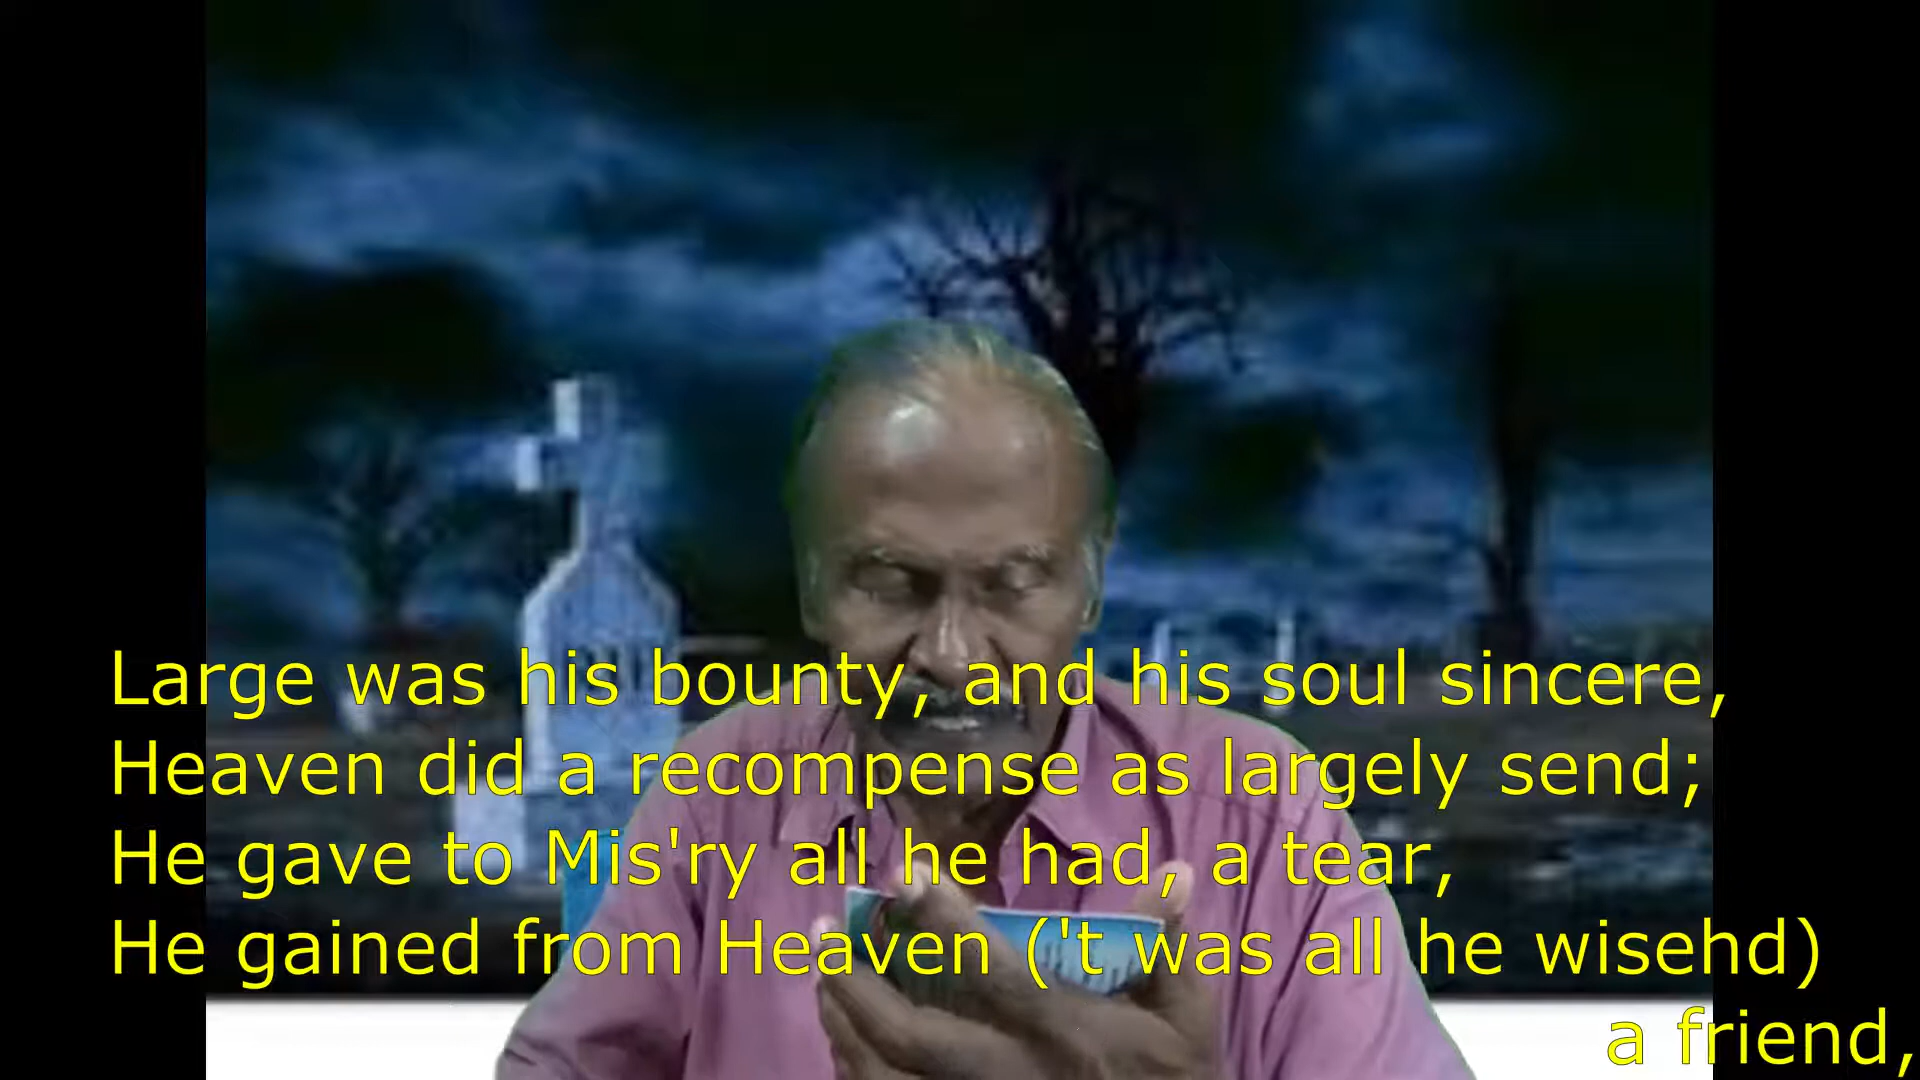 Large was his bounty, and his soul sincere,
Heaven did a recompense as largely send;
He gave to Mis'ry all he had, a tear,
He gained from Heaven ('t was all he wisehd)
a friend,